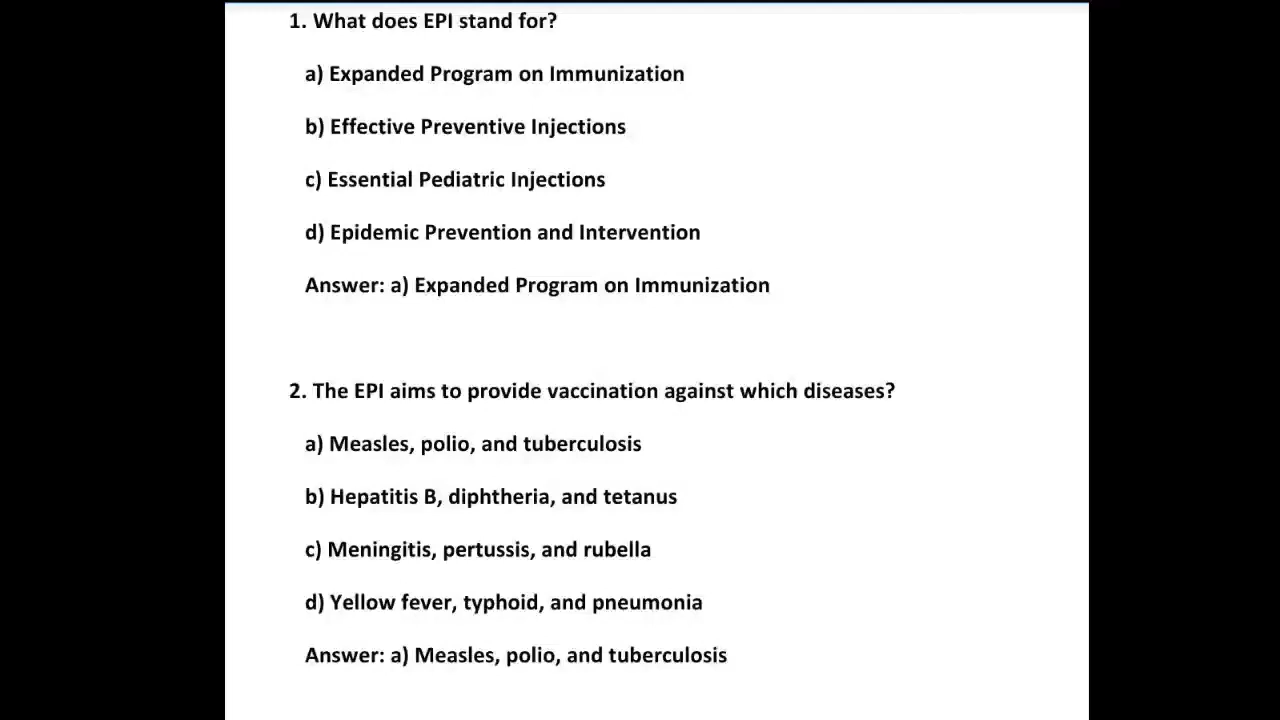 1. What does EPI stand for?
a) Expanded Program on Immunization
b) Effective Preventive Injections
c) Essential Pediatric Injections
d) Epidemic Prevention and Intervention
Answer: a) Expanded Program on Immunization
2. The EPI aims to provide vaccination against which diseases?
a) Measles, polio, and tuberculosis
b) Hepatitis B, diphtheria, and tetanus
c) Meningitis, pertussis, and rubella
d) Yellow fever, typhoid, and pneumonia
Answer: a) Measles, polio, and tuberculosis